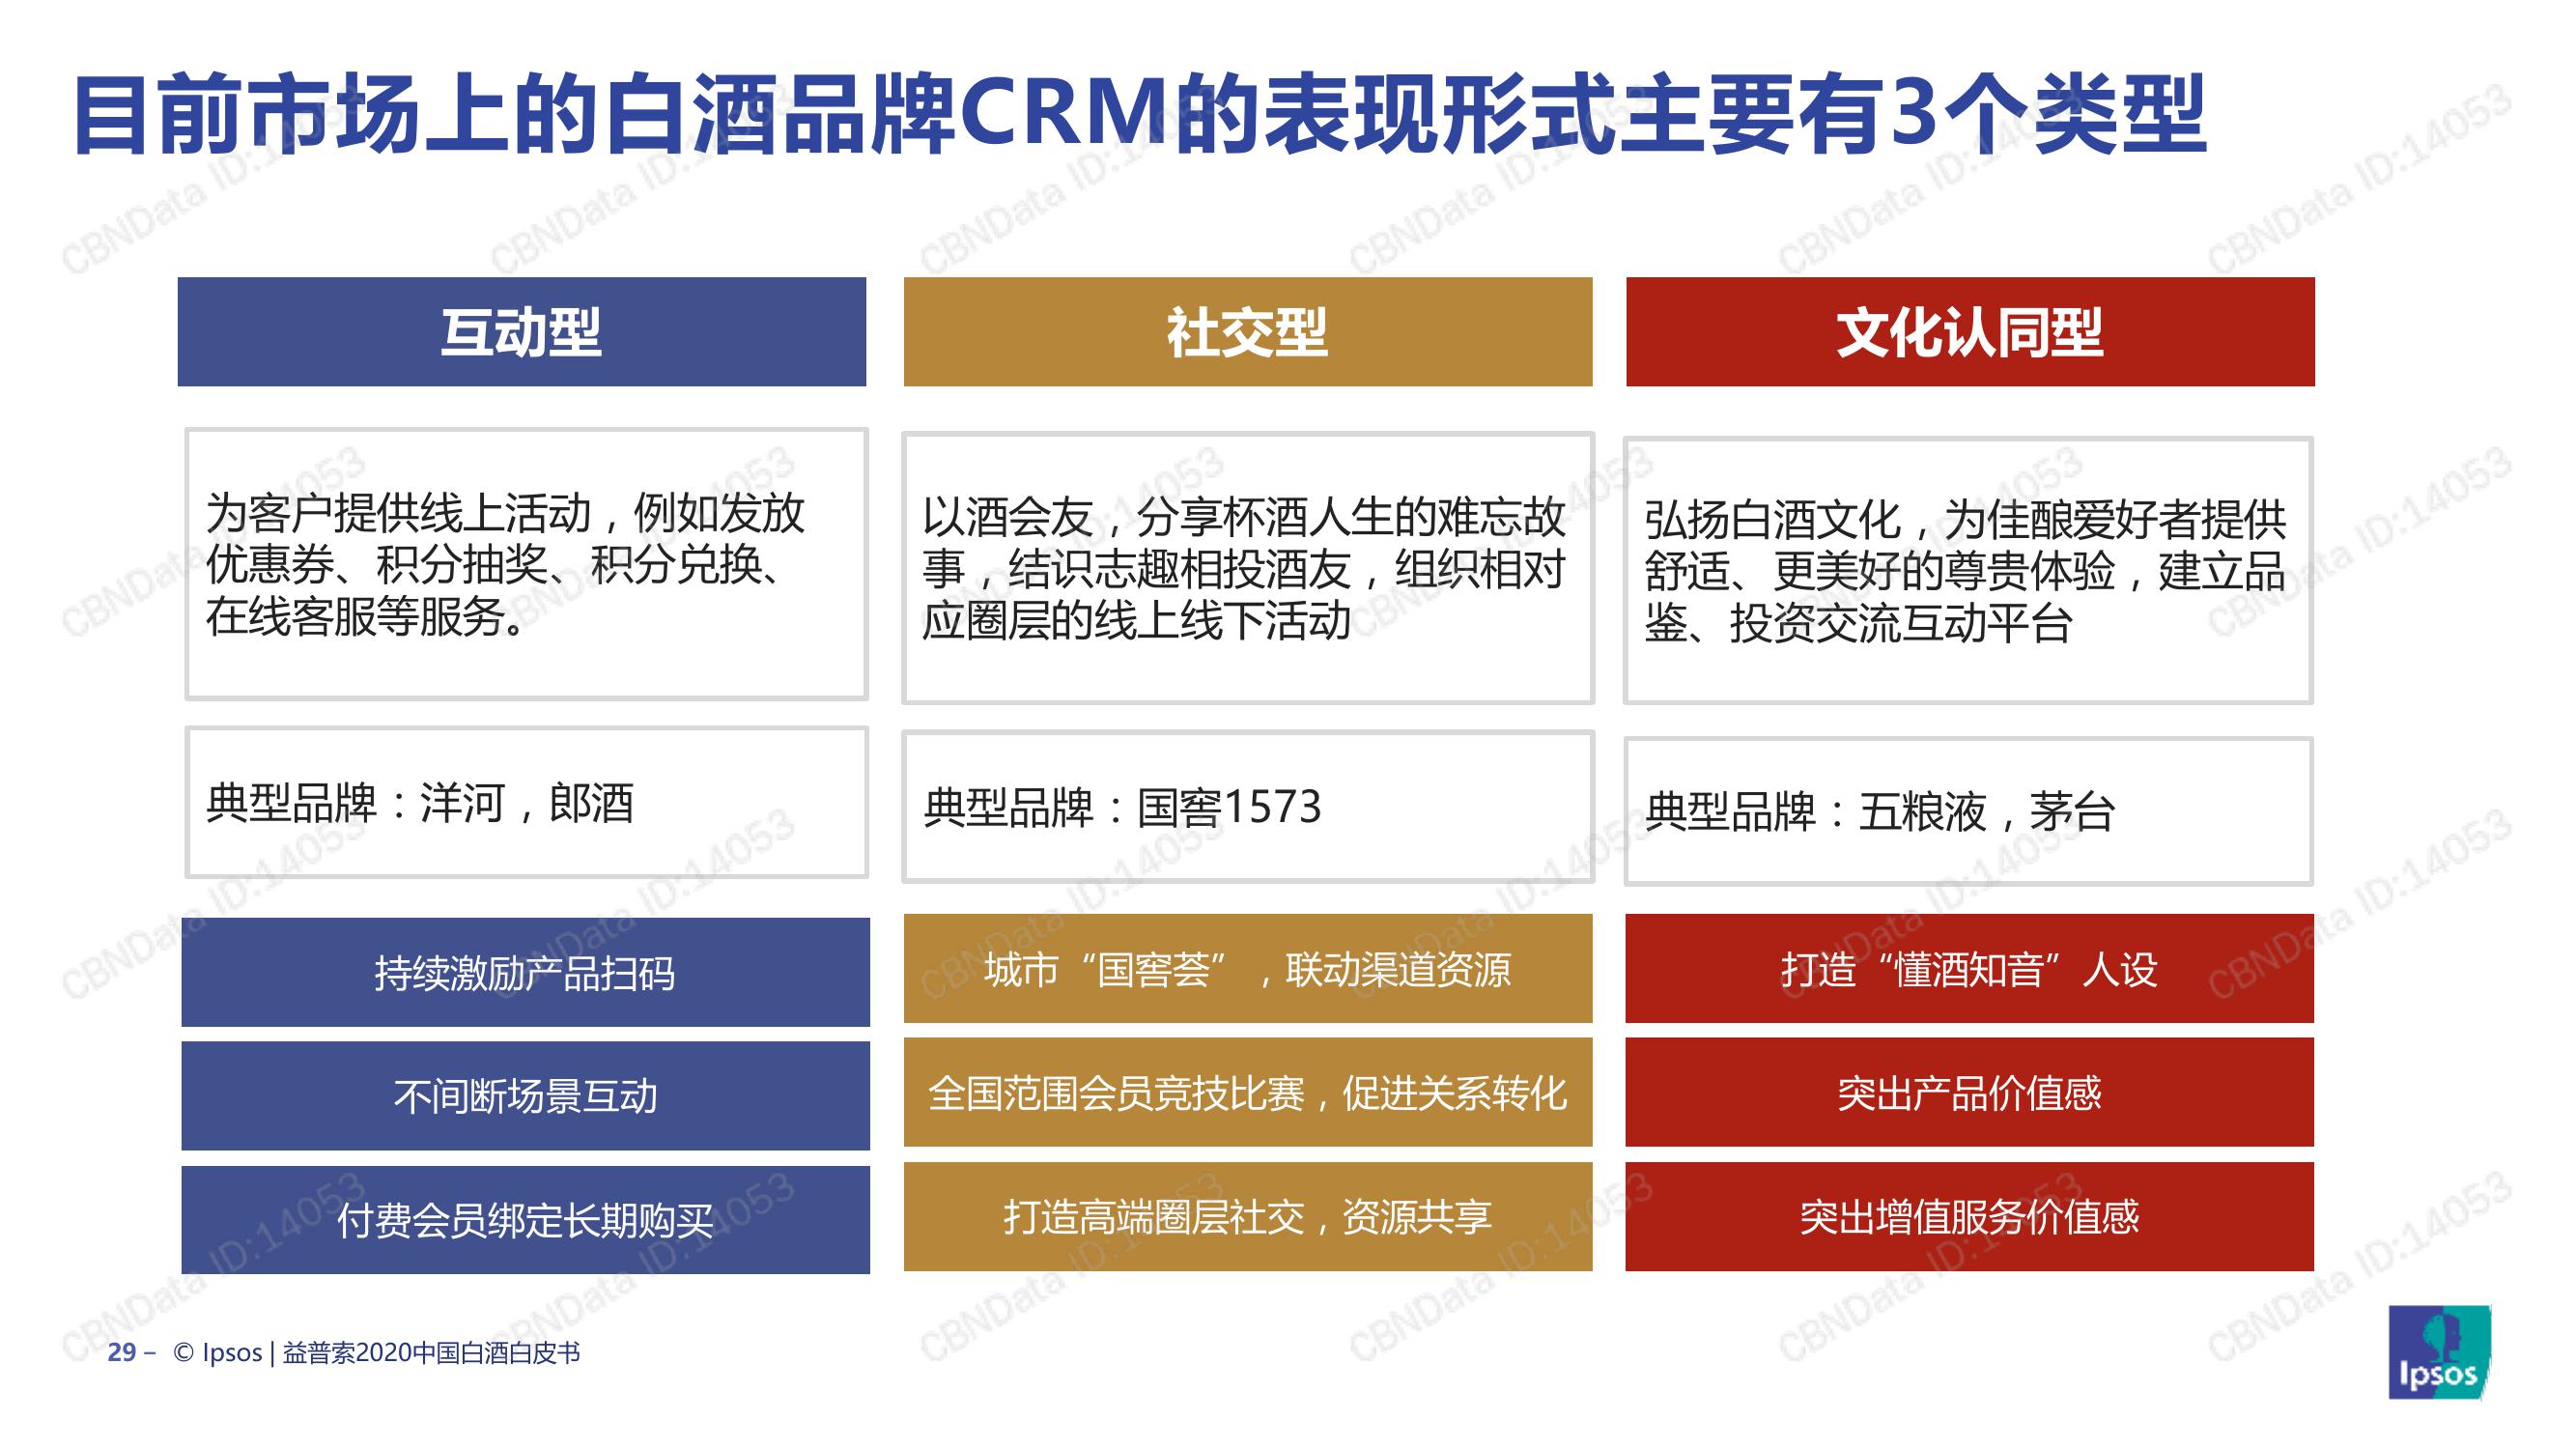 目前市场上的白酒品牌CRM的表现形式主要有3个类型
互动型
为客户提供线上活动，例如发放
优惠券、积分抽奖、积分兑换、
在线客服等服务。
典型品牌：洋河，郎酒
持续激励产品扫码
不间断场景互动
付费会员绑定长期购买
社交型
以酒会友，分享杯酒人生的难忘故
事，结识志趣相投酒友，组织相对
应圈层的线上线下活动
典型品牌：国窖1573
城市“国窖荟”，联动渠道资源
全国范围会员竞技比赛，促进关系转化
打造高端圈层社交，资源共享
文化认同型
弘扬白酒文化，为佳酿爱好者提供
舒适、更美好的尊贵体验，建立品
鉴、投资交流互动平台
典型品牌：五粮液，茅台
打造“懂酒知音”人设
突出产品价值感
突出增值服务价值感
29 – © Ipsos | 益普索2020中国白酒白皮书
Ipsos
CBNData ID:14053